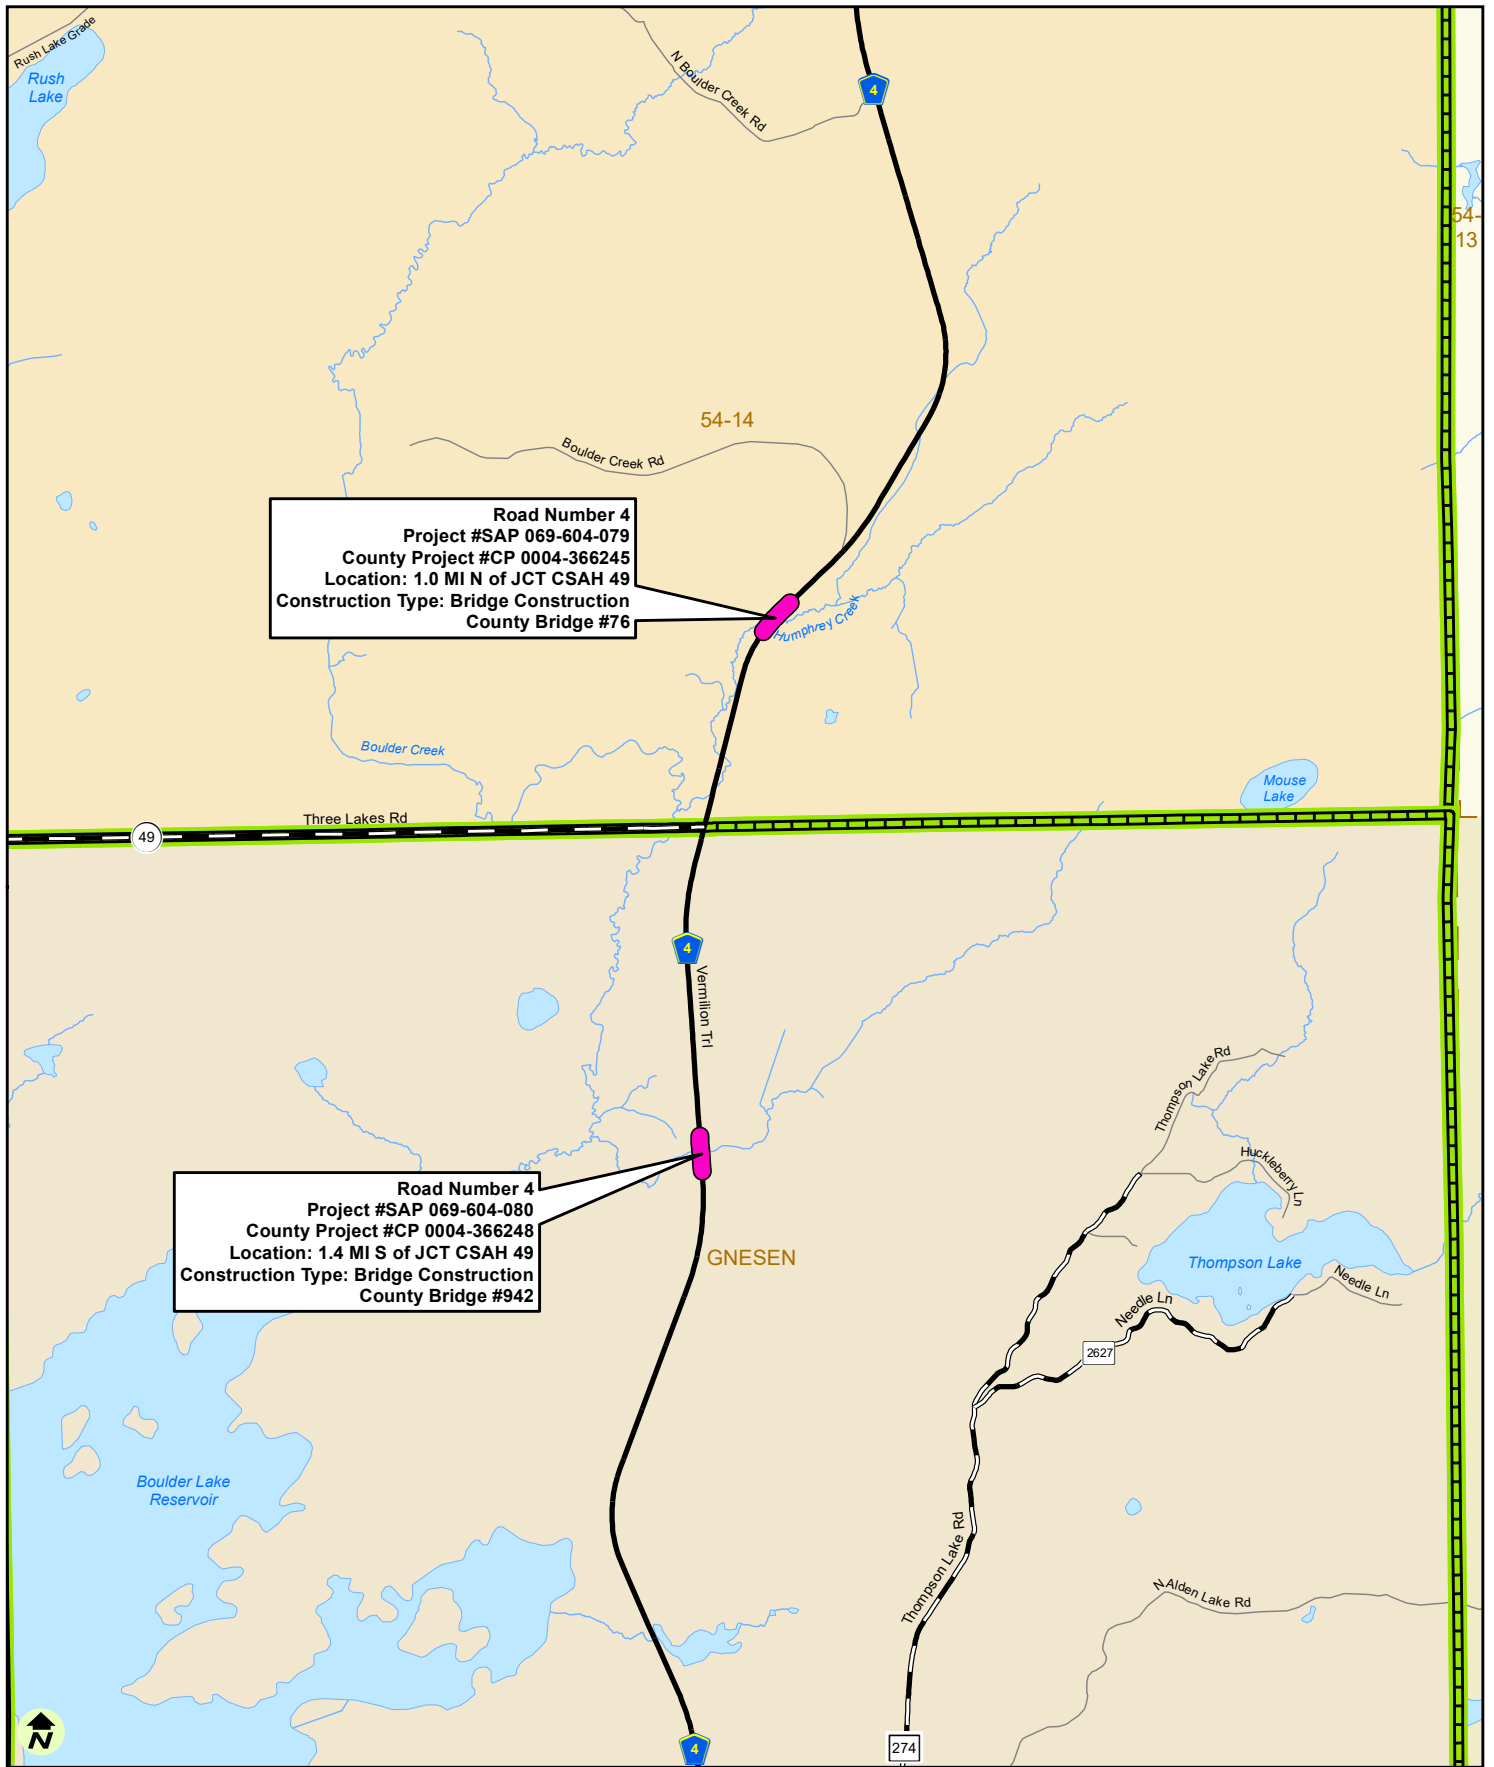 Rush Lake Grade
Rush
Lake
N Boulder Creek Rd
4
54-
13
54-14
Boulder Creek Rd
Road Number 4
Project #SAP 069-604-079
County Project #CP 0004-366245
Location: 1.0 MI N of JCT CSAH 49
Construction Type: Bridge Construction
County Bridge #76
Humphrey Creek
Boulder Creek
Mouse
Lake
Three Lakes Rd
49
4
Vermilion Trl
Thompson Lake Rd
Huckleberry Ln
Road Number 4
Project #SAP 069-604-080
County Project #CP 0004-366248
Location: 1.4 MI S of JCT CSAH 49
Construction Type: Bridge Construction
County Bridge #942
GNESEN
Thompson Lake
Needle Ln
Needle Ln
2627
Boulder Lake
Reservoir
Thompson Lake Rd
N Alden Lake Rd
N
4
274